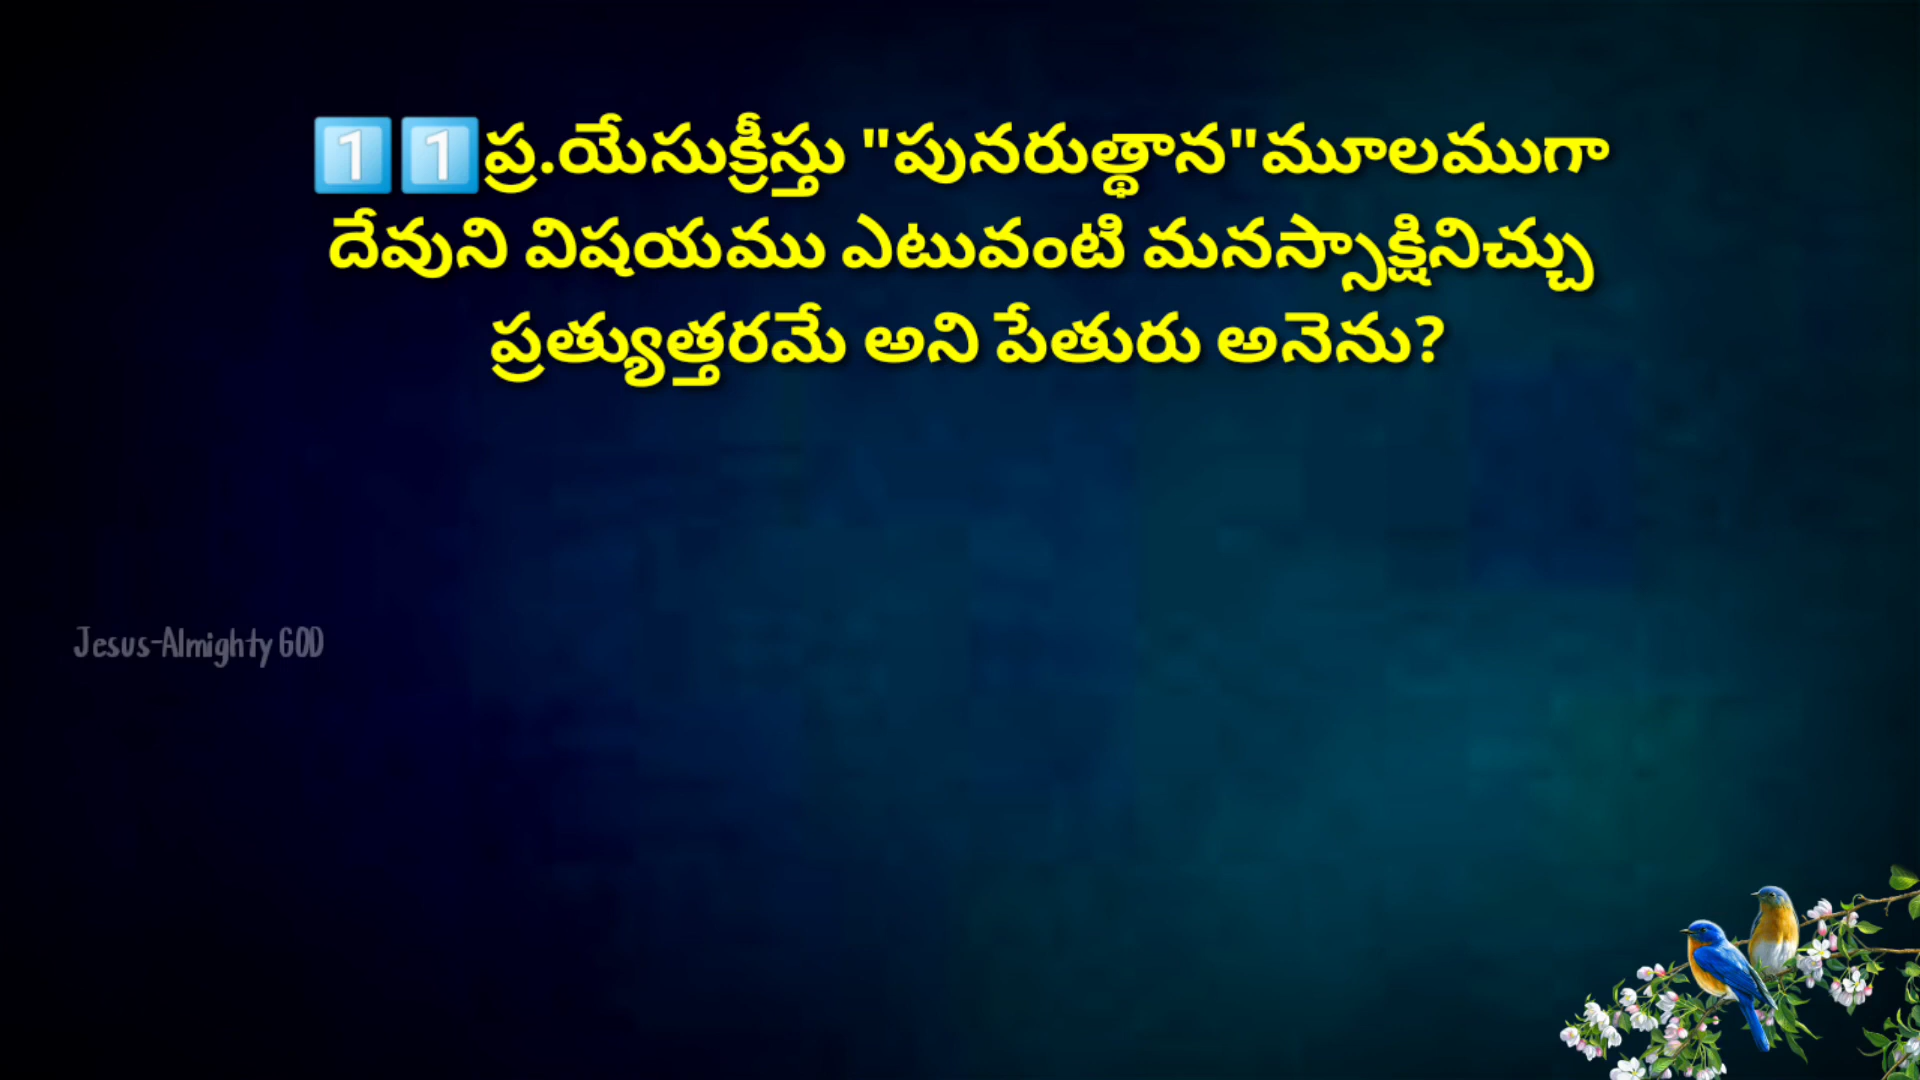 1️⃣1️⃣ప్ర.యేసుక్రీస్తు "పునరుత్థాన"మూలముగా
దేవుని విషయము ఎటువంటి మనస్సాక్షినిచ్చు
ప్రత్యుత్తరమే అని పేతురు అనెను?
Jesus-Almighty GOD